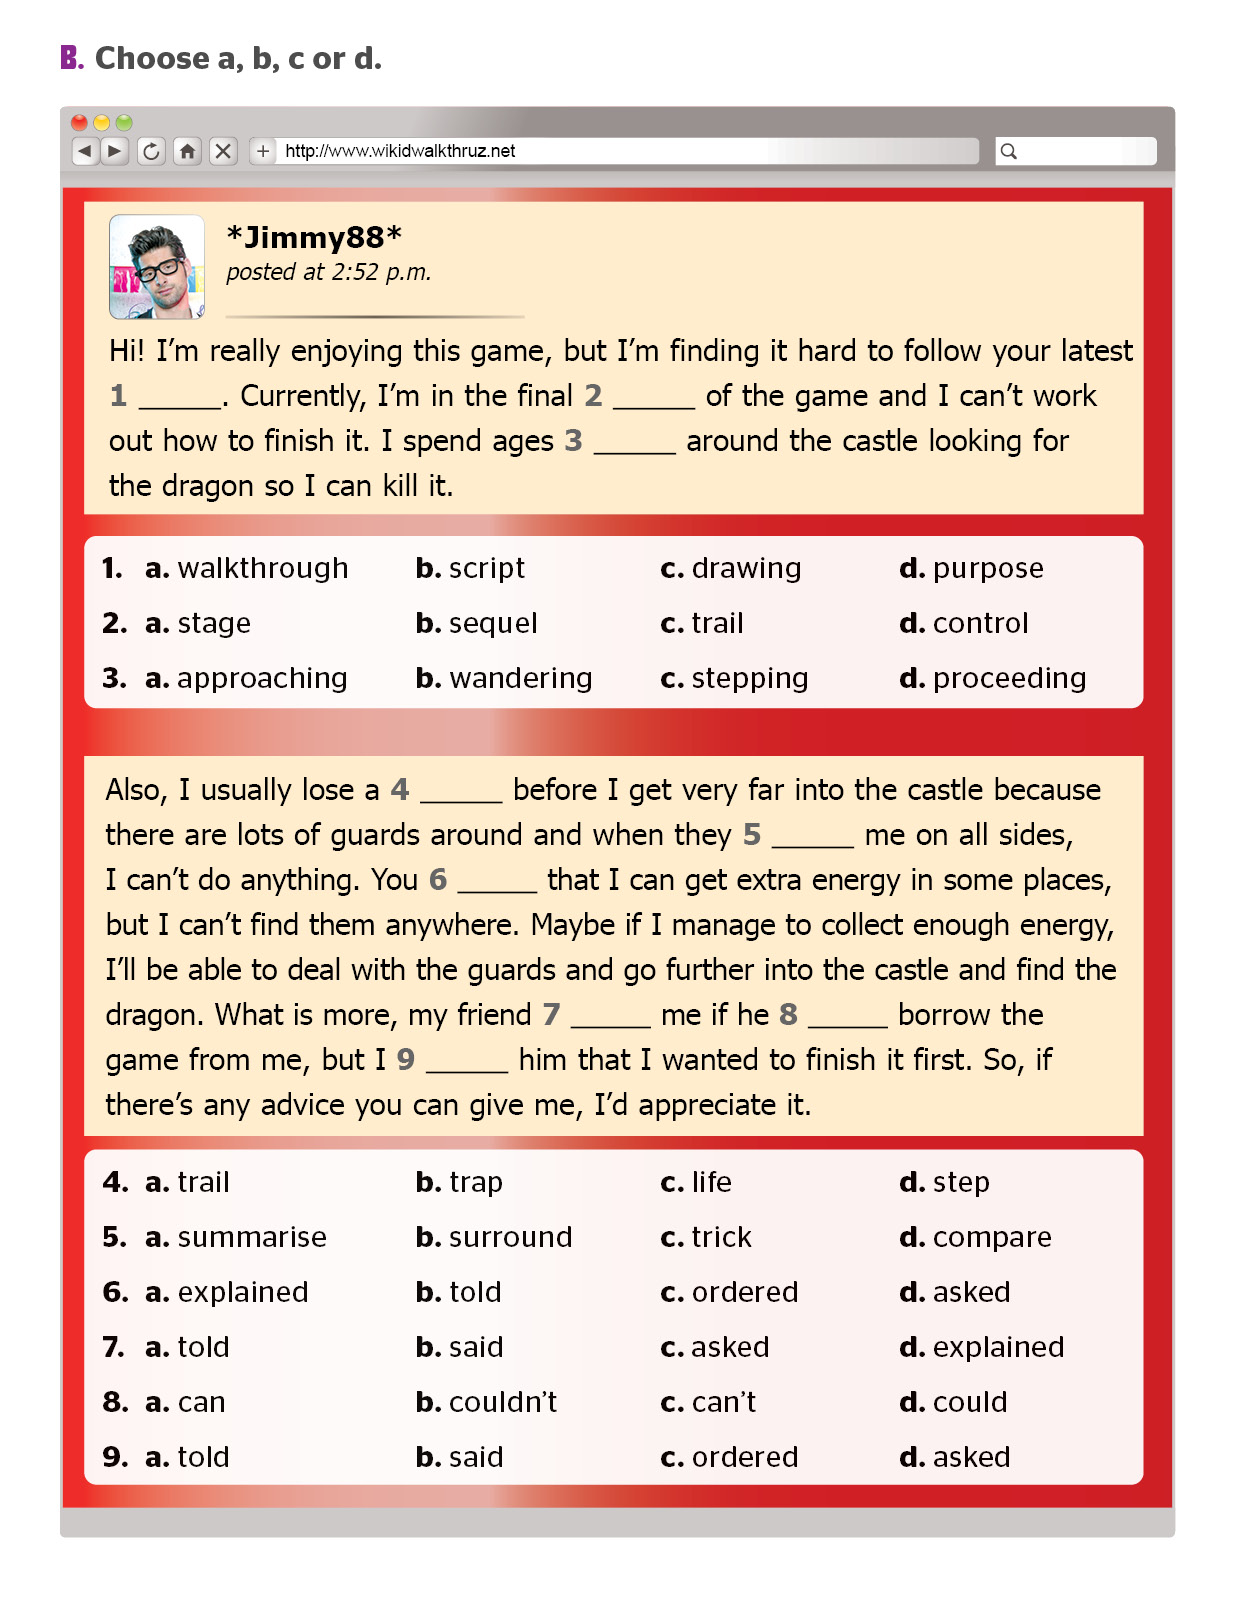 B. Choose a, b, c or d.
http://www.wikidwalkthruz.net
*Jimmy88*
posted at 2:52 p.m.
Hi! I'm really enjoying this game, but I'm finding it hard to follow your latest
1 _____. Currently, I'm in the final 2 _____ of the game and I can't work
out how to finish it. I spend ages 3 _____ around the castle looking for
the dragon so I can kill it.
1. a. walkthrough b. script c. drawing d. purpose
2. a. stage b. sequel c. trail d. control
3. a. approaching b. wandering c. stepping d. proceeding
Also, I usually lose a 4 _____ before I get very far into the castle because
there are lots of guards around and when they 5 _____ me on all sides,
I can't do anything. You 6 _____ that I can get extra energy in some places,
but I can't find them anywhere. Maybe if I manage to collect enough energy,
I'll be able to deal with the guards and go further into the castle and find the
dragon. What is more, my friend 7 _____ me if he 8 _____ borrow the
game from me, but I 9 _____ him that I wanted to finish it first. So, if
there's any advice you can give me, I'd appreciate it.
4. a. trail b. trap c. life d. step
5. a. summarise b. surround c. trick d. compare
6. a. explained b. told c. ordered d. asked
7. a. told b. said c. asked d. explained
8. a. can b. couldn't c. can't d. could
9. a. told b. said c. ordered d. asked